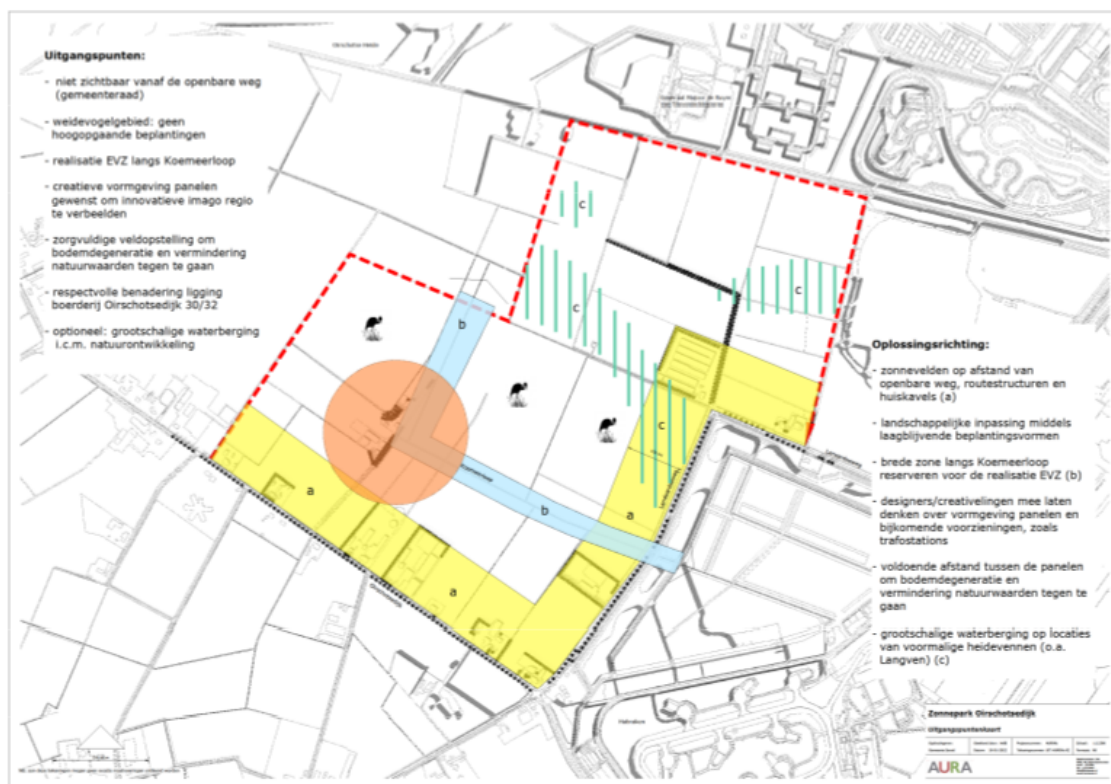 Uitgangspunten:
- niet zichtbaar vanaf de openbare weg
(gemeenteraad)
- weidevogelgebied: geen
hoogopgaande beplantingen
- realisatie EVZ langs Koemeerloop
- creatieve vormgeving panelen
gewenst om innovatieve imago regio
te verbeelden
- zorgvuldige veldopstelling om
bodemdegeneratie en vermindering
natuurwaarden tegen te gaan
- respectvolle benadering ligging
boerderij Oirschotsedijk 30/32
- optioneel: grootschalige waterberging
i.c.m. natuurontwikkeling
Oirschotse Heide
c
c
c
b
c
a
b
a
a
Oplossingsrichting:
- zonnevelden op afstand van
openbare weg, routestructuren en
huiskavels (a)
- landschappelijke inpassing middels
laagblijvende beplantingsvormen
- brede zone langs Koemeerloop
reserveren voor de realisatie EVZ (b)
- designers/creativelingen mee laten
denken over vormgeving panelen en
bijkomende voorzieningen, zoals
trafostations
- voldoende afstand tussen de panelen
om bodemdegeneratie en
vermindering natuurwaarden tegen te
gaan
- grootschalige waterberging op locaties
van voormalige heidevennen (o.a.
Langven) (c)
Zonnepark Oirschotsedijk
Uitgangspuntenkaart
AURA